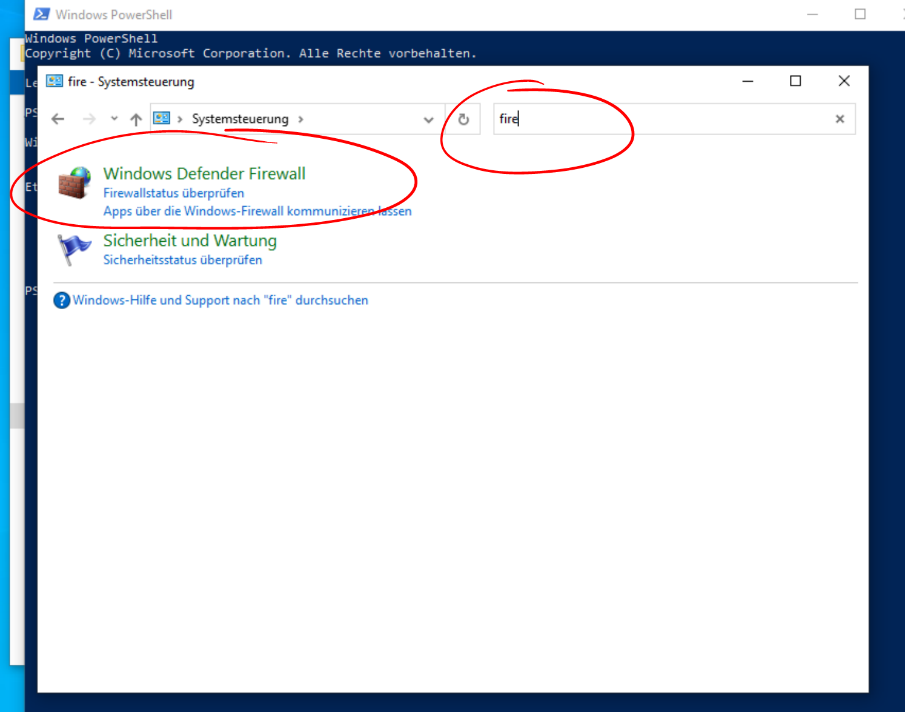 Windows PowerShell
Windows PowerShell
Copyright (C) Microsoft Corporation. Alle Rechte vorbehalten.
Le
fire - Systemsteuerung
PS
Systemsteuerung
fire
Wi
Windows Defender Firewall
Et
Firewallstatus überprüfen
Apps über die Windows-Firewall kommunizieren lassen
Sicherheit und Wartung
Sicherheitsstatus überprüfen
PS
Windows-Hilfe und Support nach "fire" durchsuchen